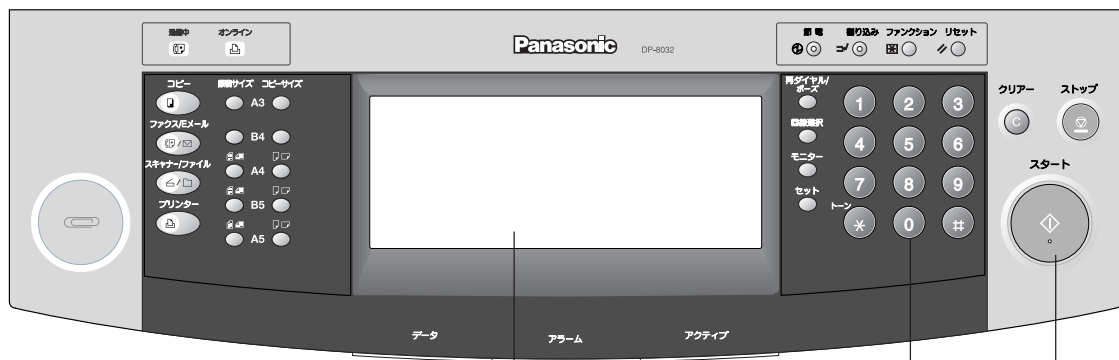 通信中 オンライン
Panasonic DP-8032
節電 割り込み ファンクション リセット
コピー 原稿サイズ コピーサイズ
A3
ファクス/Eメール
B4
スキャナー/ファイル
A4
プリンター
B5
A5
再ダイヤル/
ポーズ
回線選択
モニター
セット
トーン
1 2 3
4 5 6
7 8 9
* 0 #
クリアー ストップ
C
スタート
データ アラーム アクティブ